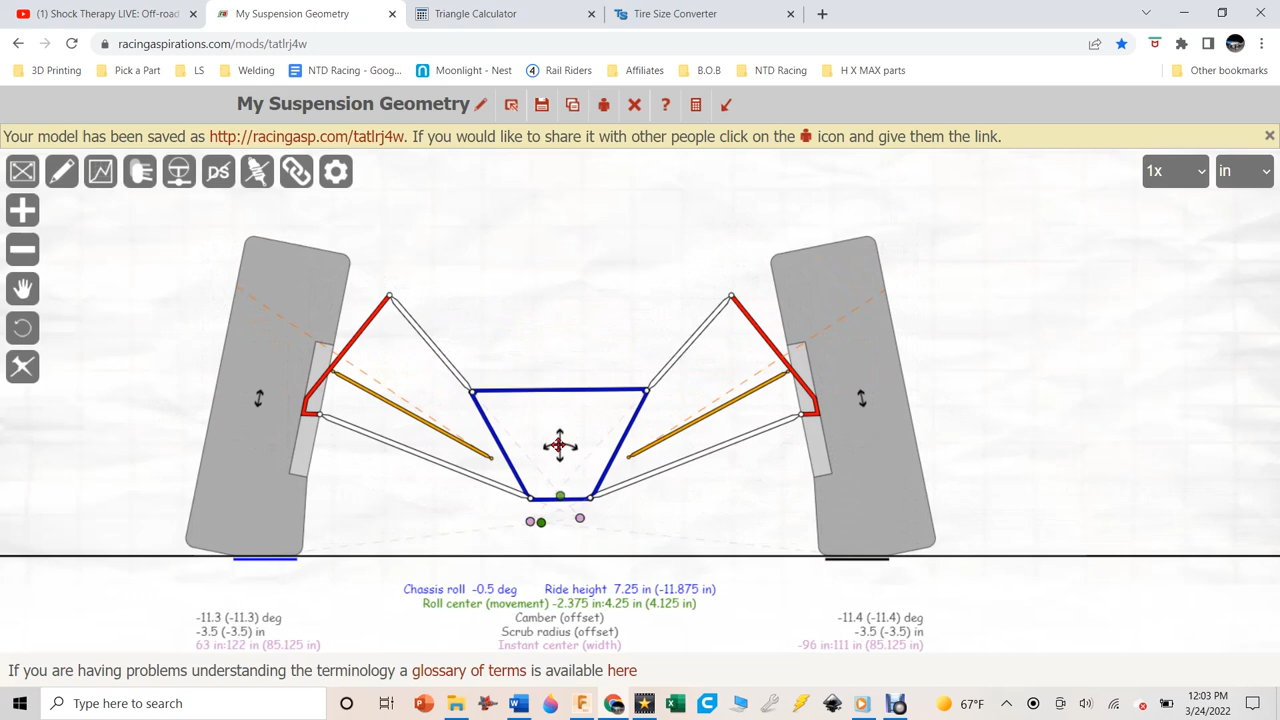 (1) Shock Therapy LIVE: Off-road
My Suspension Geometry
Triangle Calculator
Tire Size Converter
racingaspirations.com/mods/tatlrj4w
3D Printing
Pick a Part
LS
Welding
NTD Racing - Goog...
Moonlight - Nest
Rail Riders
Affiliates
B.O.B
NTD Racing
H X MAX parts
Other bookmarks
My Suspension Geometry
?
Your model has been saved as http://racingasp.com/tatlrj4w. If you would like to share it with other people click on the icon and give them the link.
DS
1x
in
Chassis roll -0.5 deg Ride height 7.25 in (-11.875 in)
Roll center (movement) -2.375 in:4.25 in (4.125 in)
-11.3 (-11.3) deg Camber (offset) -11.4 (-11.4) deg
-3.5 (-3.5) in Scrub radius (offset) -3.5 (-3.5) in
63 in:122 in (85.125 in) Instant center (width) -96 in:111 in (85.125 in)
If you are having problems understanding the terminology a glossary of terms is available here
Type here to search
67°F
12:03 PM
3/24/2022